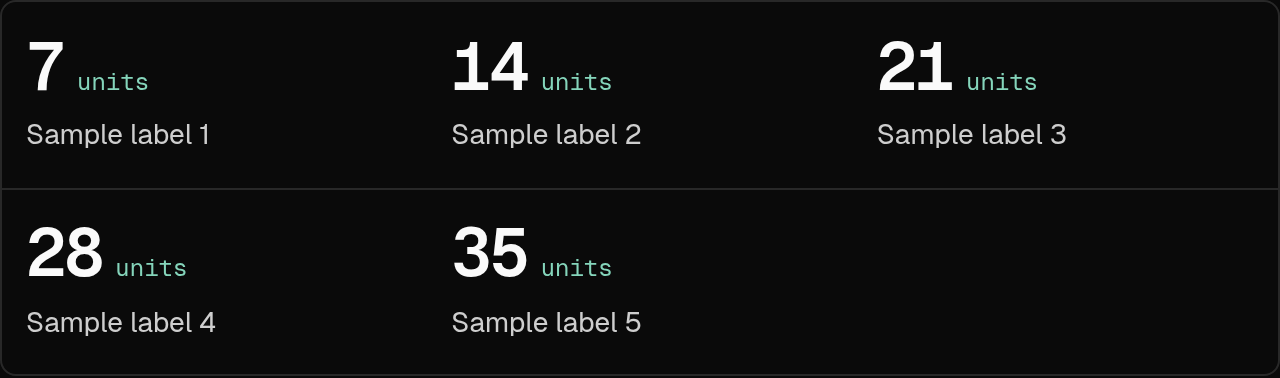 7 units
Sample label 1
14 units
Sample label 2
21 units
Sample label 3
28 units
Sample label 4
35 units
Sample label 5